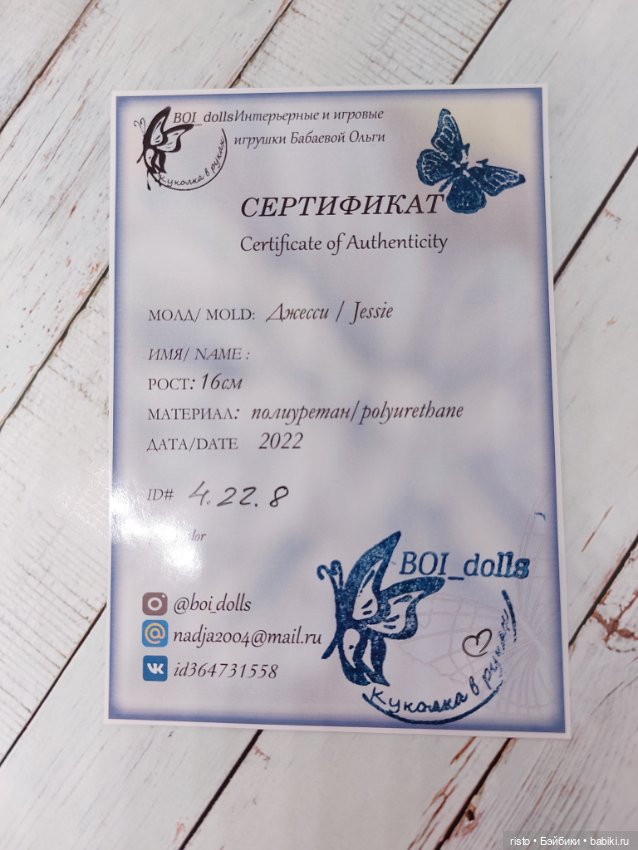 BOI_dolls Интерьерные и игровые
игрушки Бабаевой Ольги
Куколка в руках
СЕРТИФИКАТ
Certificate of Authenticity
МОЛД/ MOLD: Джесси / Jessie
ИМЯ/ NAME :
РОСТ: 16см
МАТЕРИАЛ: полиуретан/polyurethane
ДАТА/DATE 2022
ID# 4.22.8
BOI_dolls
Куколка в руках
@boi_dolls
nadja2004@mail.ru
id364731558
risto • Бэйбики • babiki.ru